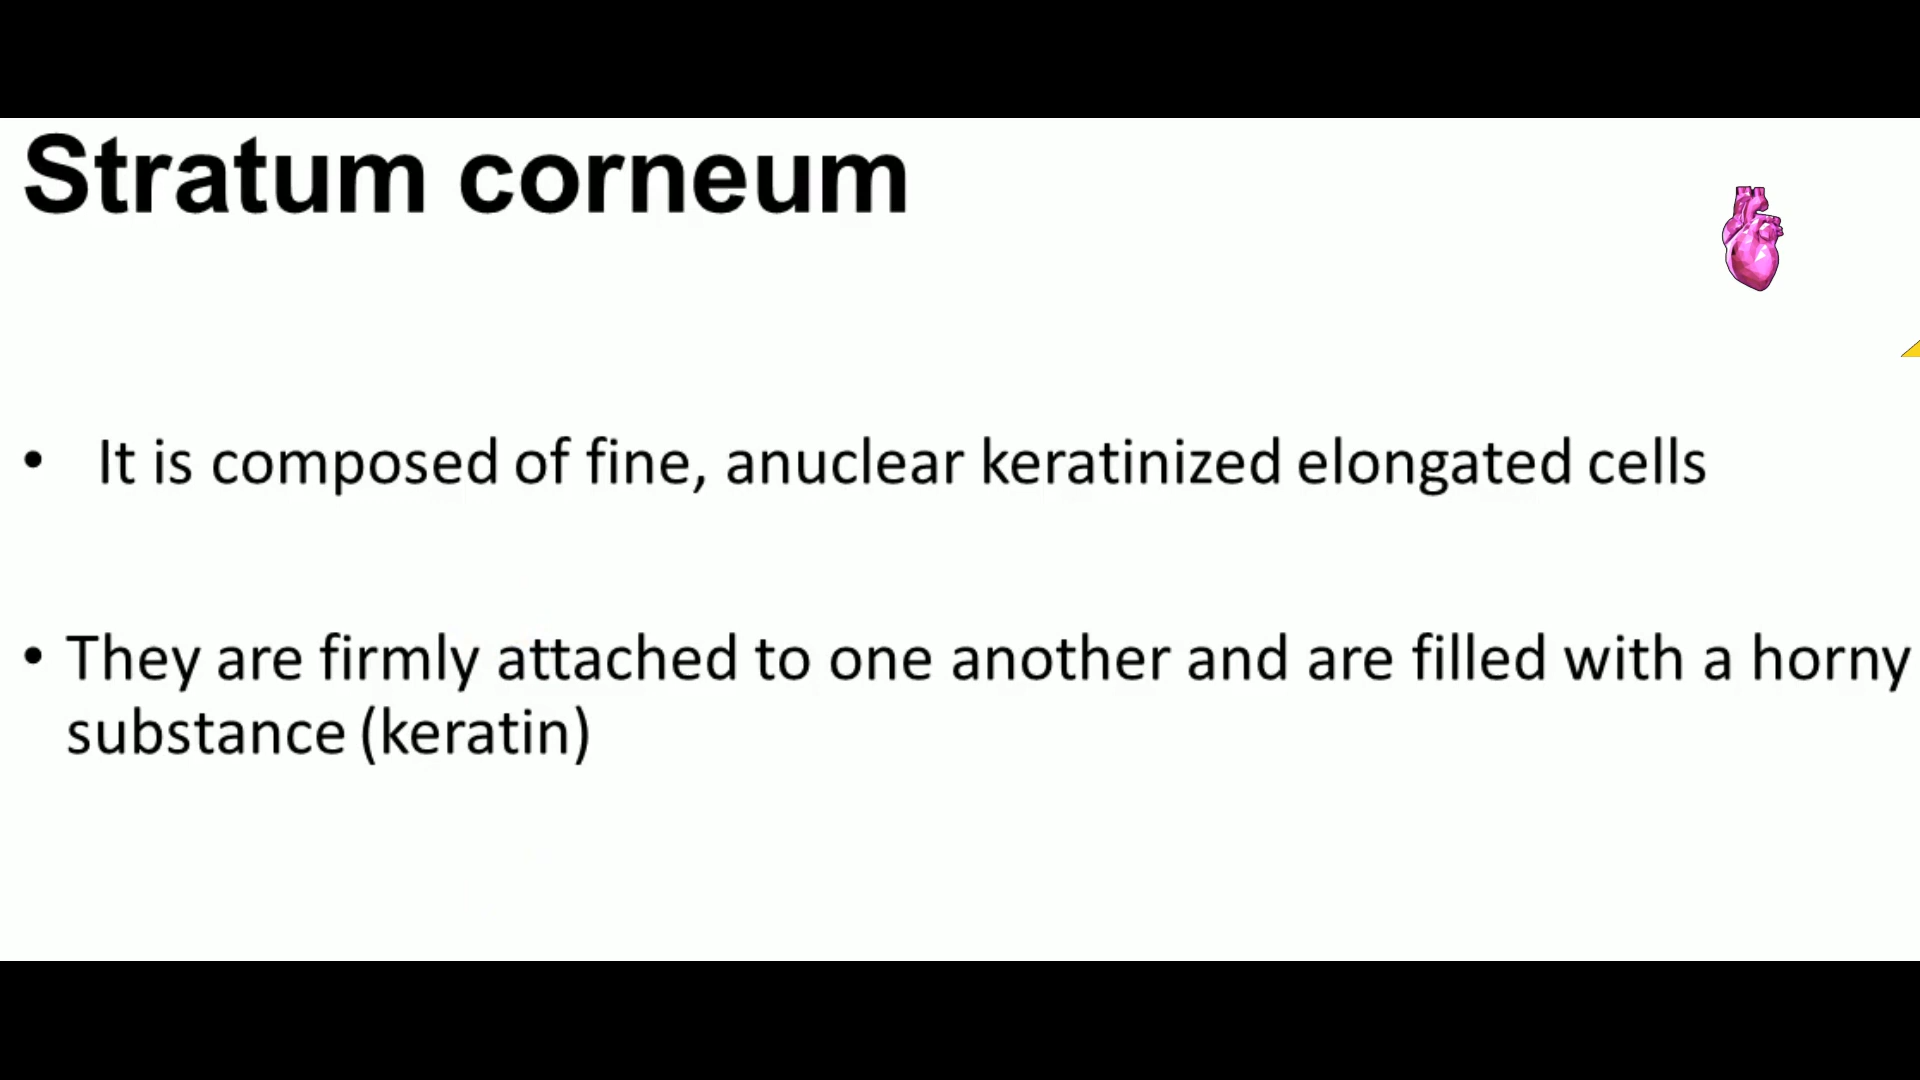 Stratum corneum
• It is composed of fine, anuclear keratinized elongated cells
• They are firmly attached to one another and are filled with a horny
substance (keratin)